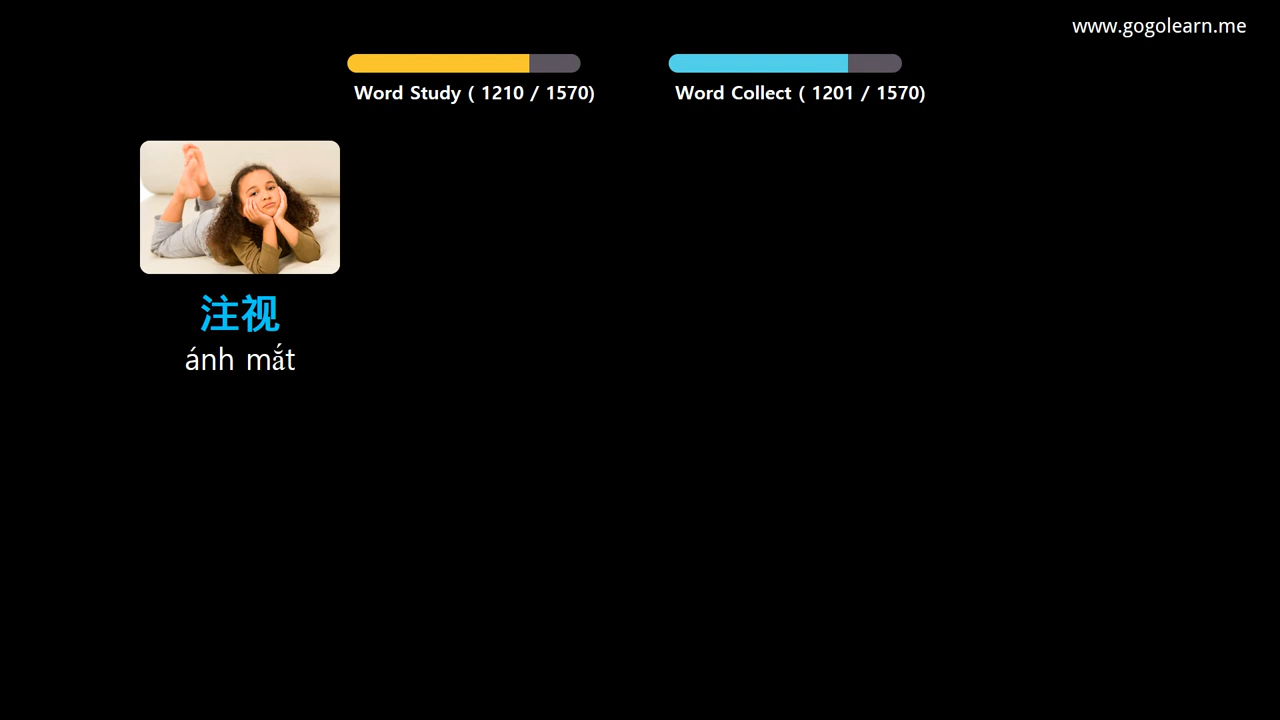 www.gogolearn.me
Word Study ( 1210 / 1570)
Word Collect ( 1201 / 1570)
注视
ánh mắt